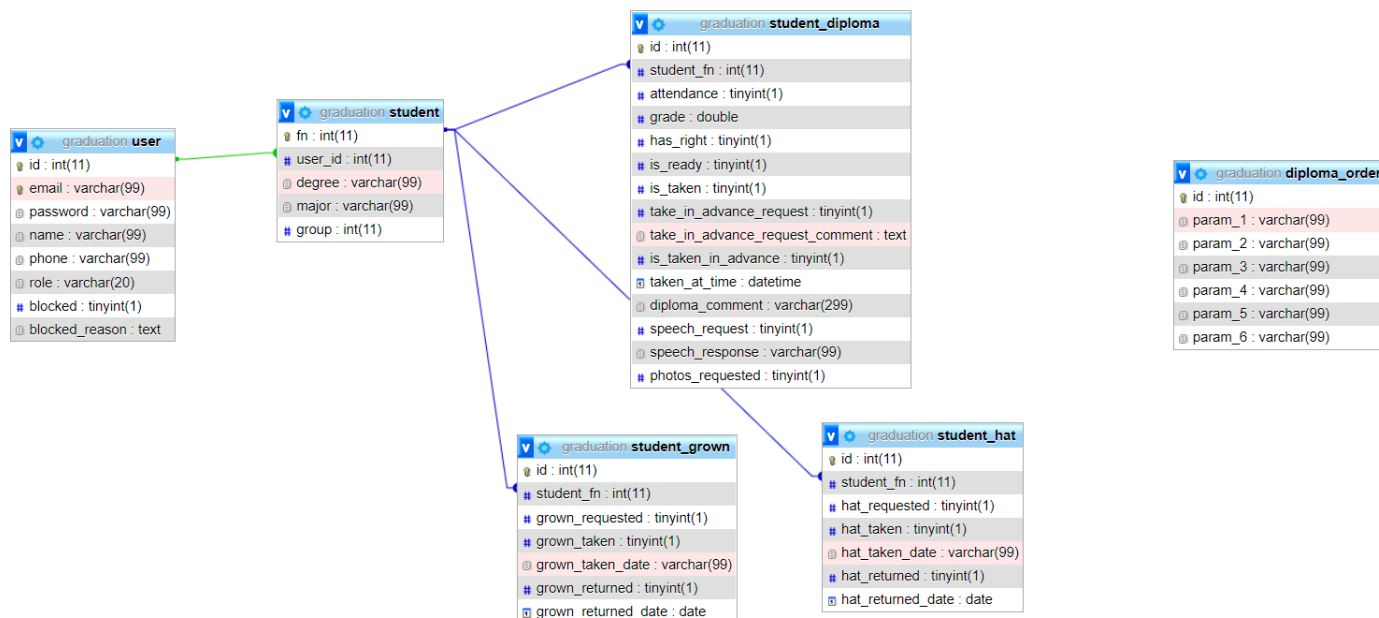 graduation user
id : int(11)
email : varchar(99)
password : varchar(99)
name : varchar(99)
phone : varchar(99)
role : varchar(20)
blocked : tinyint(1)
blocked_reason : text
graduation student
fn : int(11)
user_id : int(11)
degree : varchar(99)
major : varchar(99)
group : int(11)
graduation student_diploma
id : int(11)
student_fn : int(11)
attendance : tinyint(1)
grade : double
has_right : tinyint(1)
is_ready : tinyint(1)
is_taken : tinyint(1)
take_in_advance_request : tinyint(1)
take_in_advance_request_comment : text
is_taken_in_advance : tinyint(1)
taken_at_time : datetime
diploma_comment : varchar(299)
speech_request : tinyint(1)
speech_response : varchar(99)
photos_requested : tinyint(1)
graduation student_grown
id : int(11)
student_fn : int(11)
grown_requested : tinyint(1)
grown_taken : tinyint(1)
grown_taken_date : varchar(99)
grown_returned : tinyint(1)
grown_returned_date : date
graduation student_hat
id : int(11)
student_fn : int(11)
hat_requested : tinyint(1)
hat_taken : tinyint(1)
hat_taken_date : varchar(99)
hat_returned : tinyint(1)
hat_returned_date : date
graduation diploma_order
id : int(11)
param_1 : varchar(99)
param_2 : varchar(99)
param_3 : varchar(99)
param_4 : varchar(99)
param_5 : varchar(99)
param_6 : varchar(99)